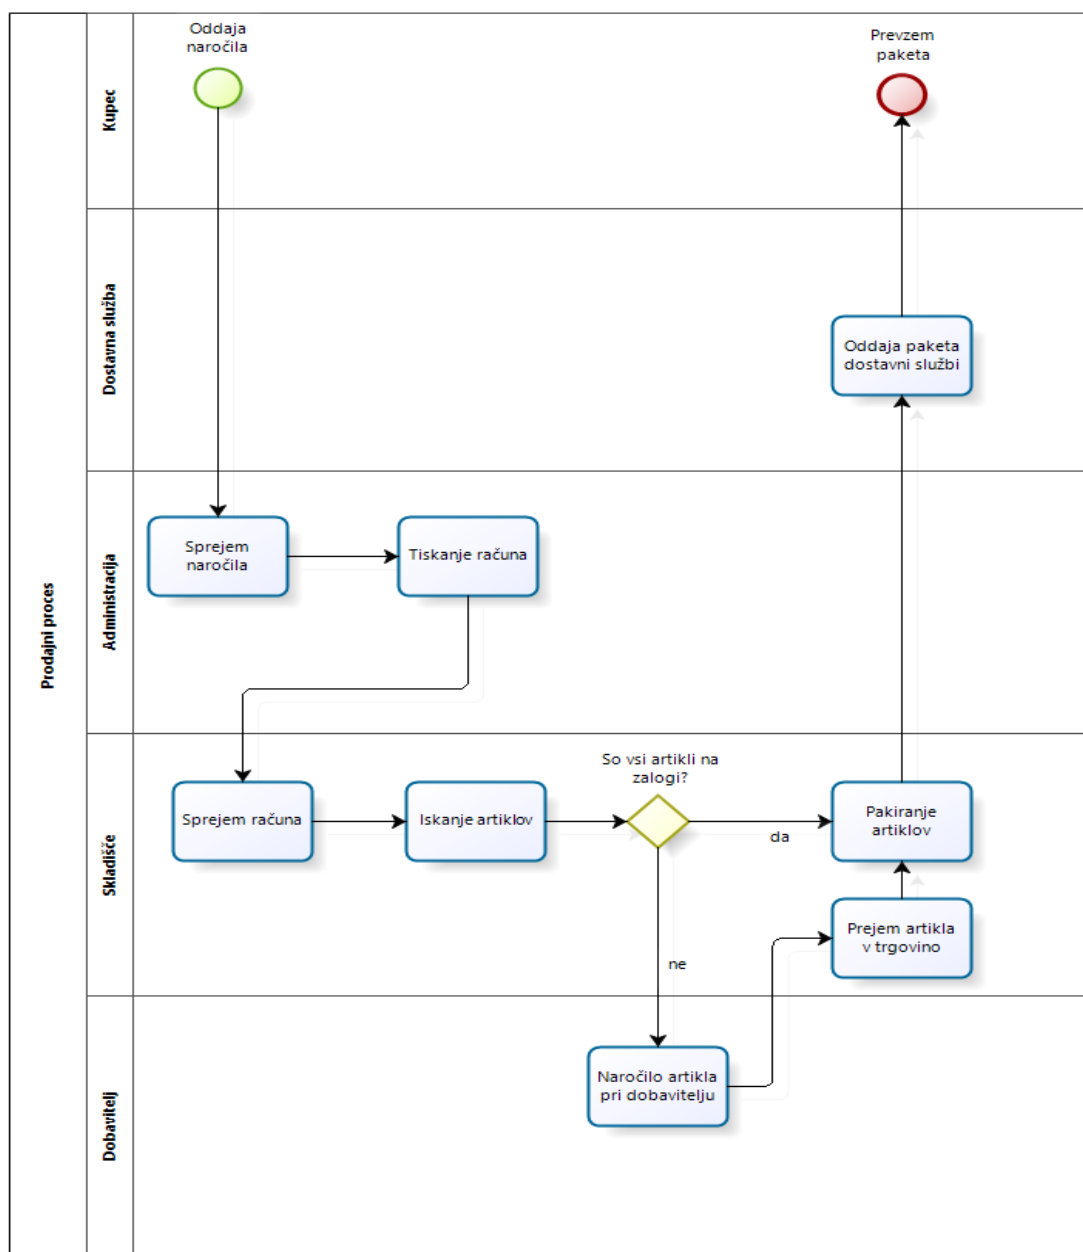 Prodajni proces
Kupec
Oddaja
naročila
Prevzem
paketa
Dostavna služba
Oddaja paketa
dostavni službi
Administracija
Sprejem
naročila
Tiskanje računa
Skladišče
Sprejem računa
Iskanje artiklov
So vsi artikli na
zalogi?
da
ne
Pakiranje
artiklov
Prejem artikla
v trgovino
Dobavitelj
Naročilo artikla
pri dobavitelju